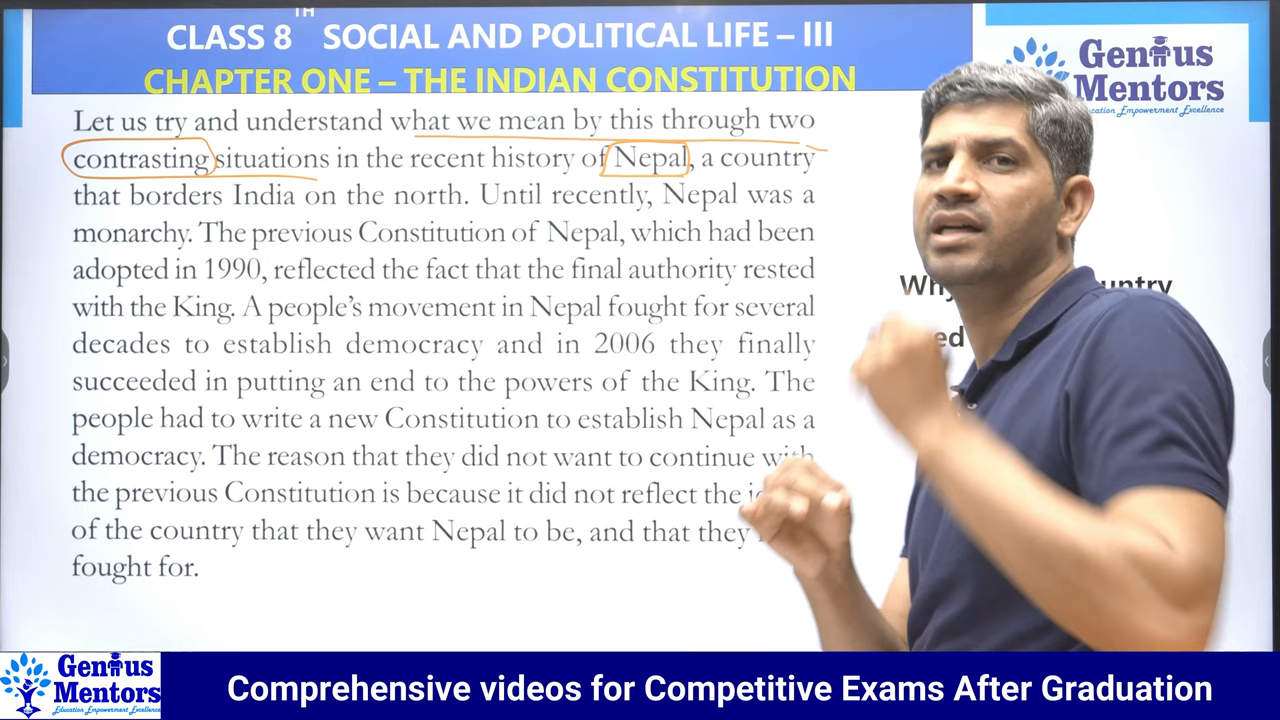 TH
CLASS 8 SOCIAL AND POLITICAL LIFE – III
CHAPTER ONE – THE INDIAN CONSTITUTION
Genius
Mentors
Education Empowerment Excellence
Let us try and understand what we mean by this through two
contrasting situations in the recent history of Nepal, a country
that borders India on the north. Until recently, Nepal was a
monarchy. The previous Constitution of Nepal, which had been
adopted in 1990, reflected the fact that the final authority rested
with the King. A people’s movement in Nepal fought for several
decades to establish democracy and in 2006 they finally
succeeded in putting an end to the powers of the King. The
people had to write a new Constitution to establish Nepal as a
democracy. The reason that they did not want to continue with
the previous Constitution is because it did not reflect the
of the country that they want Nepal to be, and that they
fought for.
Genius
Mentors
Education Empowerment Excellence
Comprehensive videos for Competitive Exams After Graduation